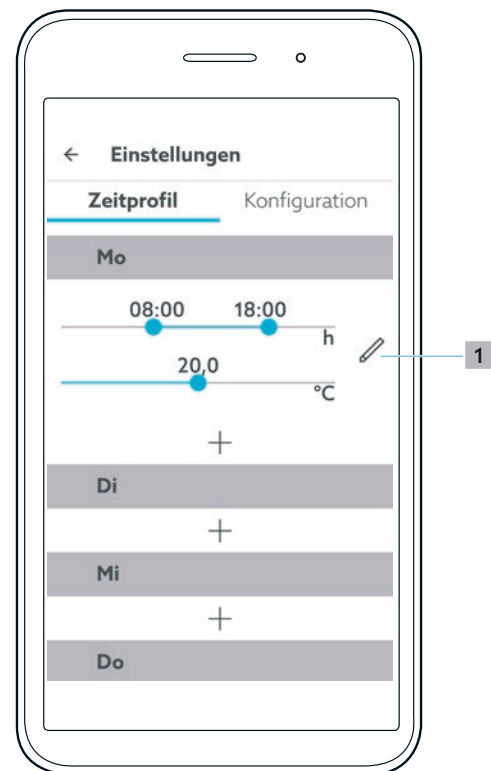 ← Einstellungen
Zeitprofil Konfiguration
Mo
08:00 18:00
h
1
20,0
°C
+
Di
+
Mi
+
Do